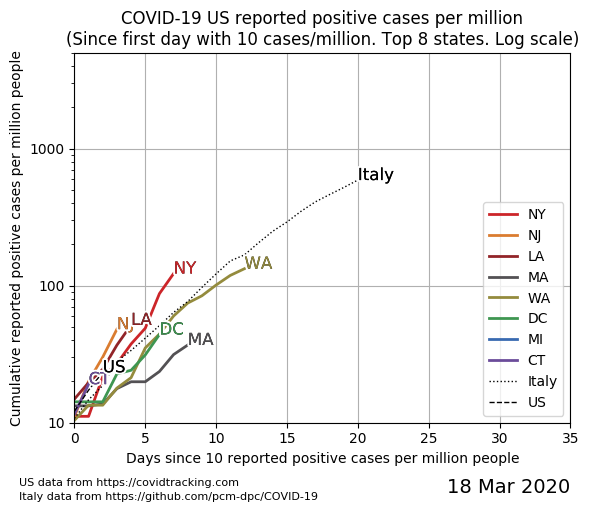 COVID-19 US reported positive cases per million
(Since first day with 10 cases/million. Top 8 states. Log scale)
Cumulative reported positive cases per million people
1000
100
10
Italy
NY
WA
NJ
LA
DC
MA
US
CT
NY
NJ
LA
MA
WA
DC
MI
CT
Italy
US
0 5 10 15 20 25 30 35
Days since 10 reported positive cases per million people
US data from https://covidtracking.com
Italy data from https://github.com/pcm-dpc/COVID-19
18 Mar 2020